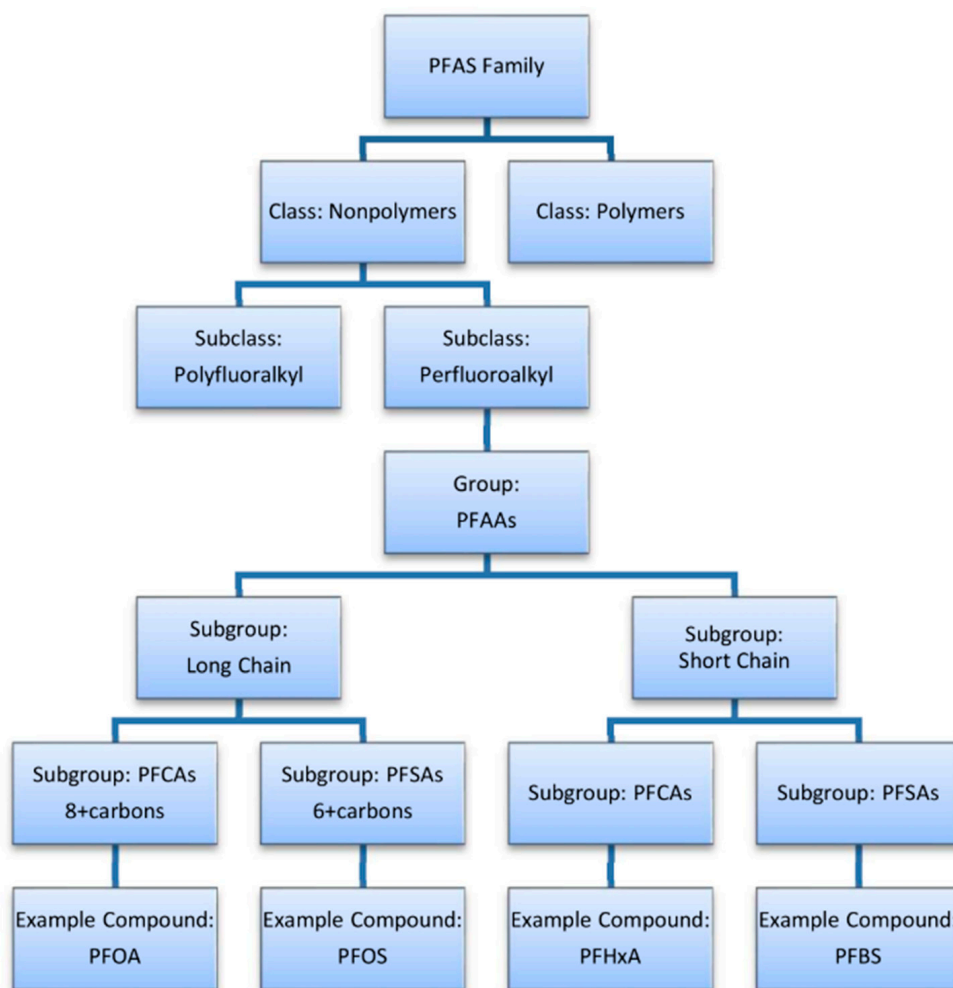 PFAS Family
Class: Nonpolymers
Class: Polymers
Subclass:
Polyfluoralkyl
Subclass:
Perfluoroalkyl
Group:
PFAAs
Subgroup:
Long Chain
Subgroup:
Short Chain
Subgroup: PFCAs
8+carbons
Subgroup: PFSAs
6+carbons
Subgroup: PFCAs
Subgroup: PFSAs
Example Compound:
PFOA
Example Compound:
PFOS
Example Compound:
PFHxA
Example Compound:
PFBS